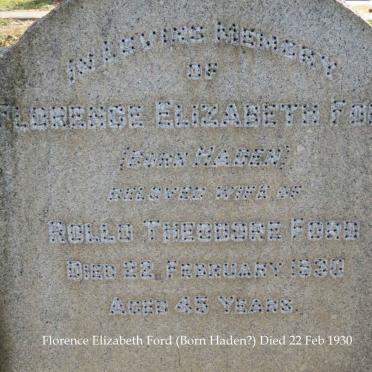 In Loving Memory
OF
Florence Elizabeth Ford
(Born Haden)
Beloved wife of
Rollo Theodore Ford
Died 22. February 1930
Aged 45 Years.
Florence Elizabeth Ford (Born Haden?) Died 22 Feb 1930